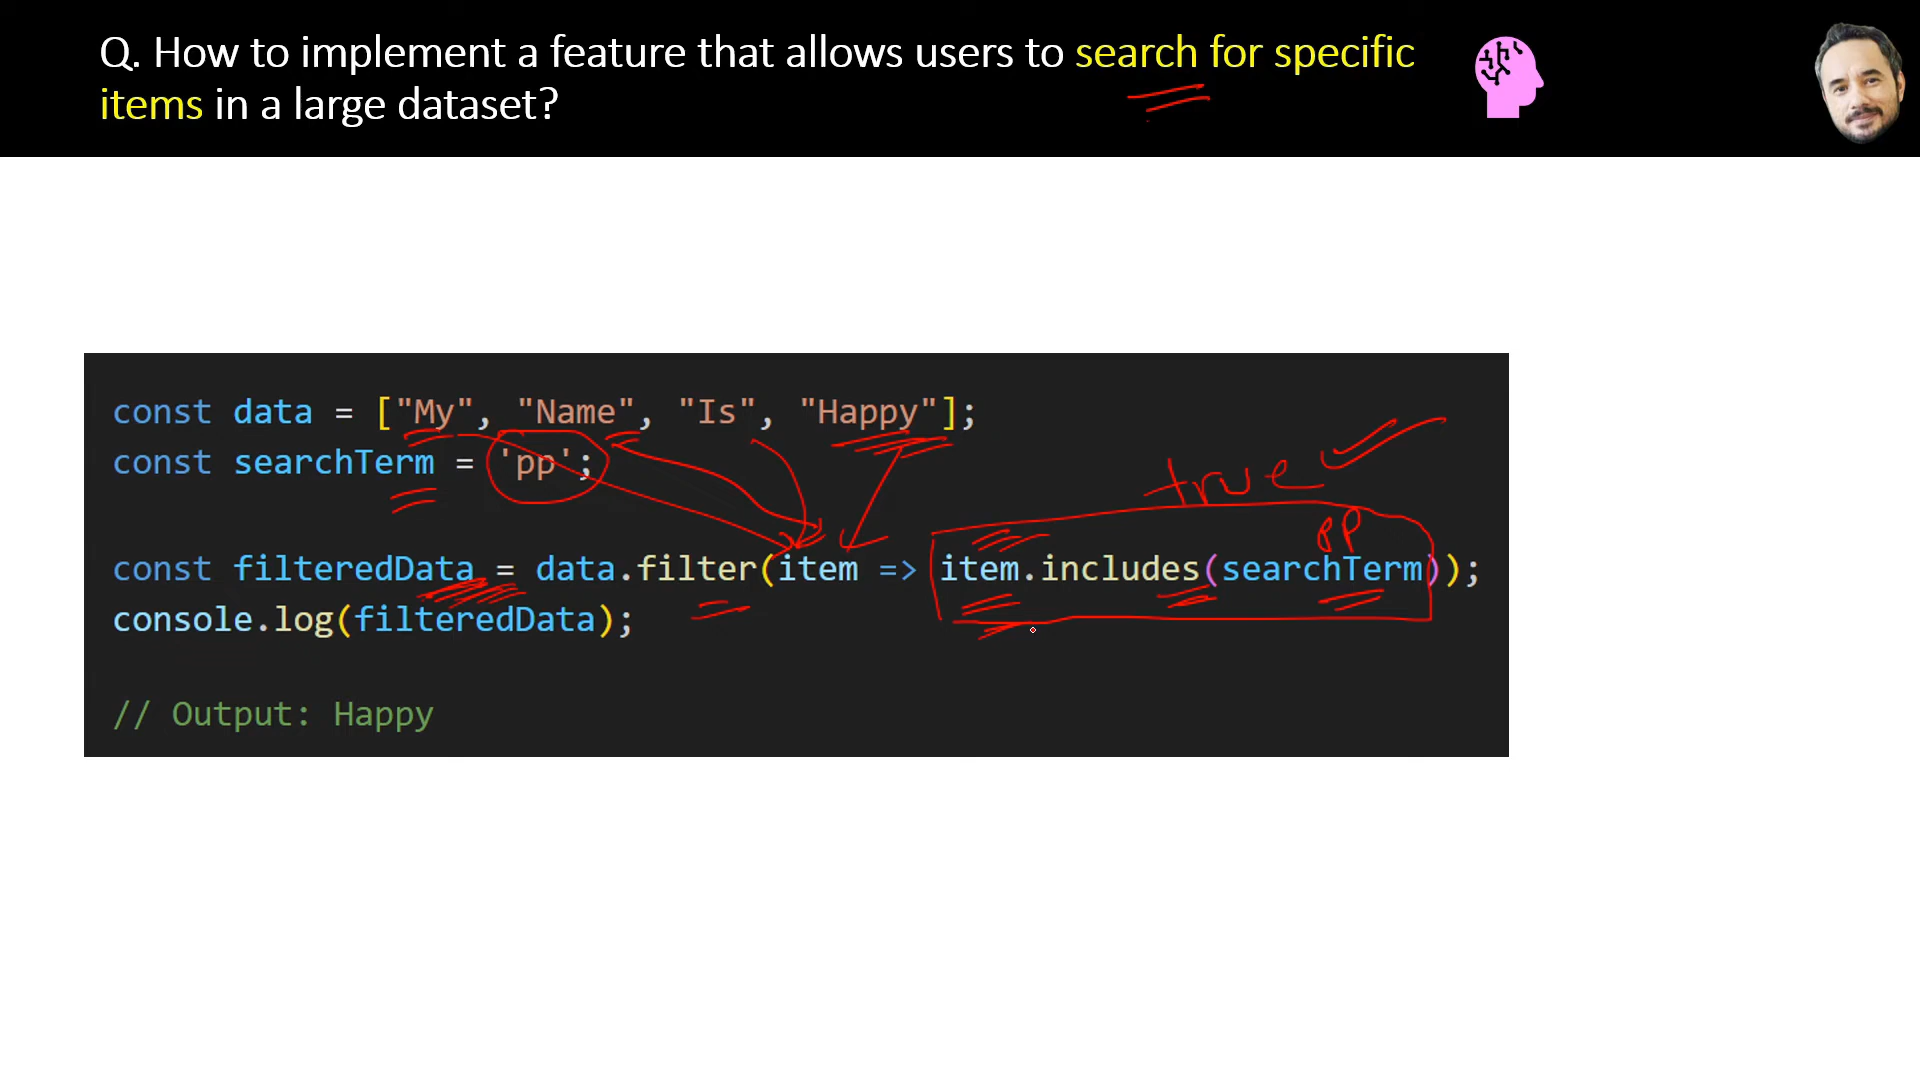 Q. How to implement a feature that allows users to search for specific
items in a large dataset?
const data = ["My", "Name", "Is", "Happy"];
const searchTerm = 'pp';
true
pp
const filteredData = data.filter(item => item.includes(searchTerm));
console.log(filteredData);
// Output: Happy